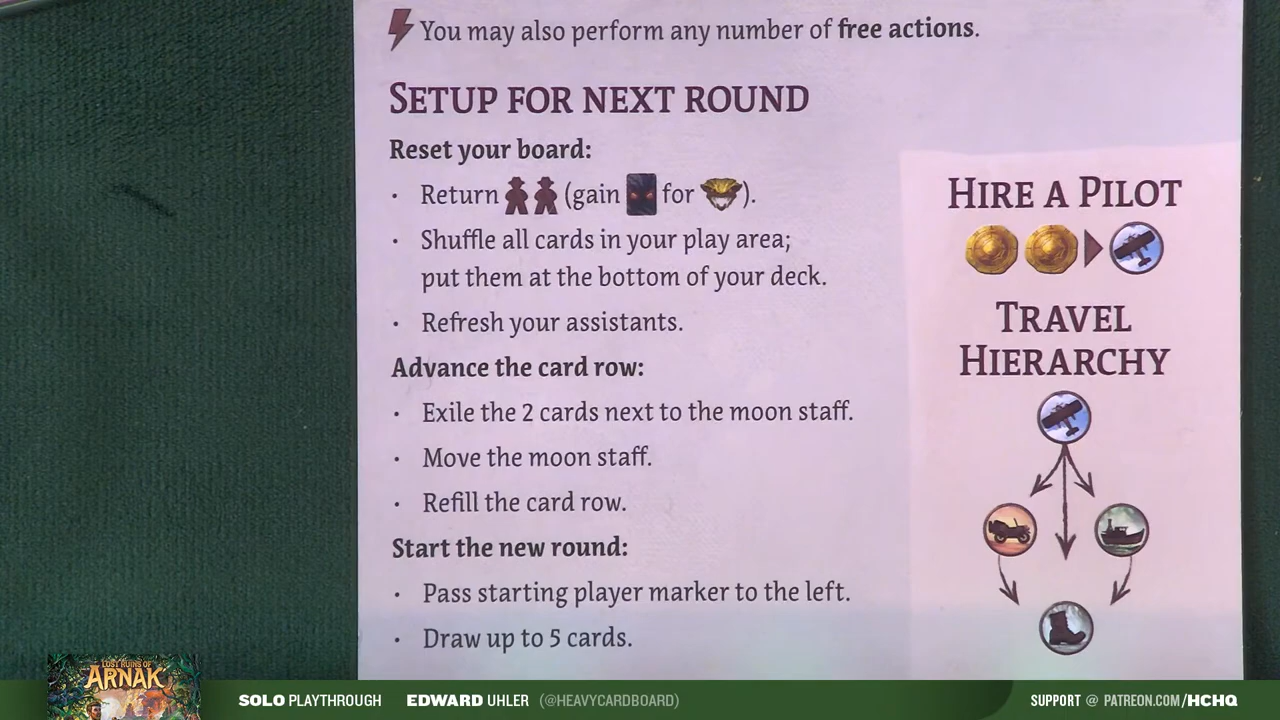 You may also perform any number of free actions.
SETUP FOR NEXT ROUND
Reset your board:
• Return (gain for ).
• Shuffle all cards in your play area;
put them at the bottom of your deck.
• Refresh your assistants.
Advance the card row:
• Exile the 2 cards next to the moon staff.
• Move the moon staff.
• Refill the card row.
Start the new round:
• Pass starting player marker to the left.
• Draw up to 5 cards.
HIRE A PILOT
TRAVEL
HIERARCHY
LOST RUINS OF
ARNAK
SOLO PLAYTHROUGH EDWARD UHLER (@HEAVYCARDBOARD) SUPPORT @ PATREON.COM/HCHQ